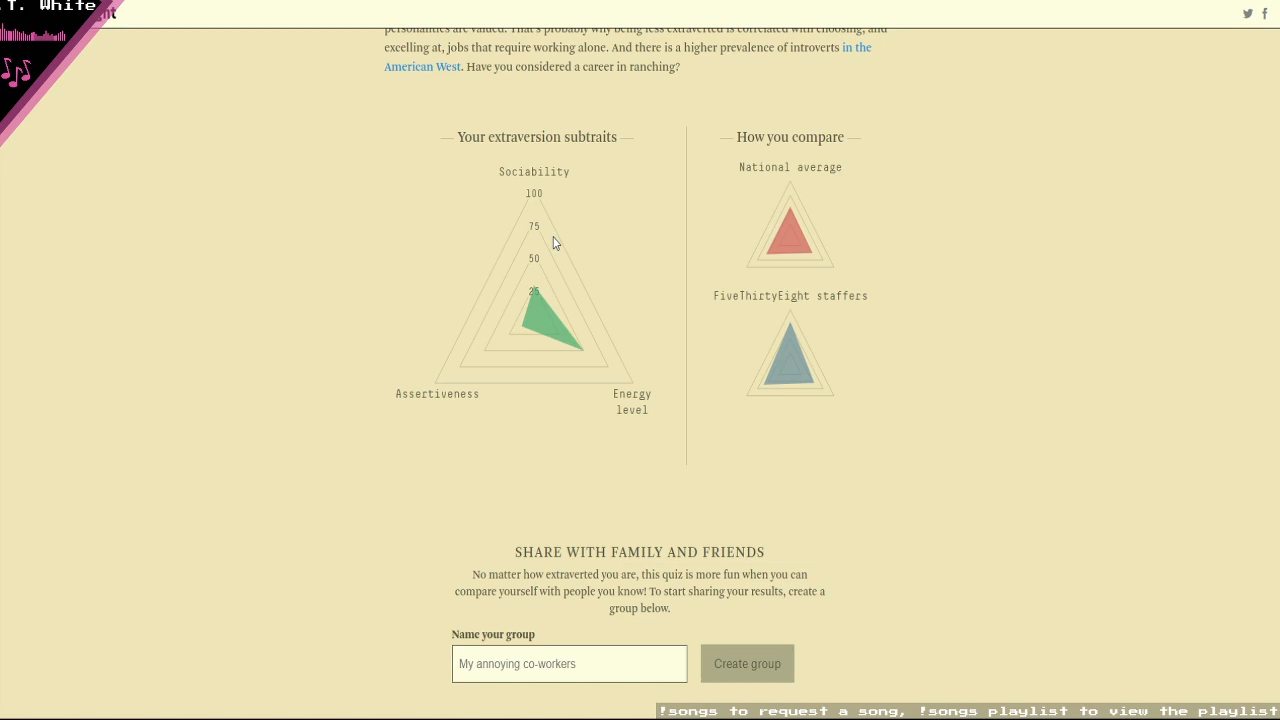 .T. White
ht
personalities are valued. That's probably why being less extraverted is correlated with choosing, and
excelling at, jobs that require working alone. And there is a higher prevalence of introverts in the
American West. Have you considered a career in ranching?
Your extraversion subtraits
How you compare
Sociability
100
75
50
25
Assertiveness
Energy
level
National average
FiveThirtyEight staffers
SHARE WITH FAMILY AND FRIENDS
No matter how extraverted you are, this quiz is more fun when you can
compare yourself with people you know! To start sharing your results, create a
group below.
Name your group
My annoying co-workers
Create group
!songs to request a song, !songs playlist to view the playlist